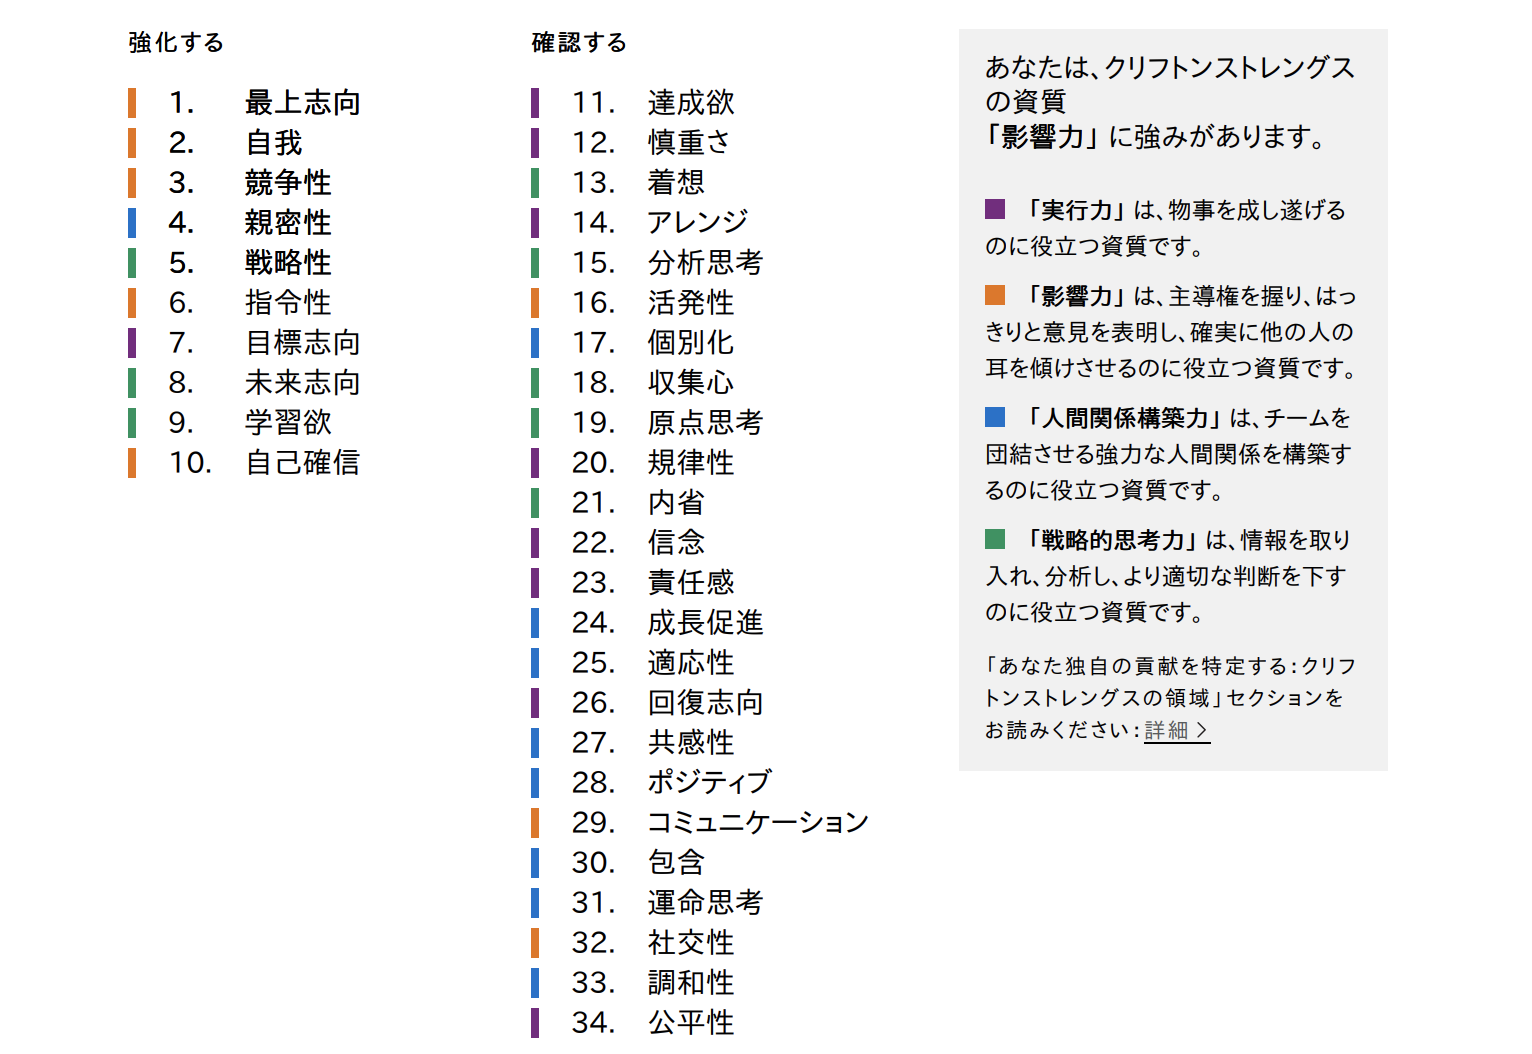 強化する
1. 最上志向
2. 自我
3. 競争性
4. 親密性
5. 戦略性
6. 指令性
7. 目標志向
8. 未来志向
9. 学習欲
10. 自己確信
確認する
11. 達成欲
12. 慎重さ
13. 着想
14. アレンジ
15. 分析思考
16. 活発性
17. 個別化
18. 収集心
19. 原点思考
20. 規律性
21. 内省
22. 信念
23. 責任感
24. 成長促進
25. 適応性
26. 回復志向
27. 共感性
28. ポジティブ
29. コミュニケーション
30. 包含
31. 運命思考
32. 社交性
33. 調和性
34. 公平性
あなたは、クリフトンストレングス
の資質
「影響力」に強みがあります。
「実行力」は、物事を成し遂げる
のに役立つ資質です。
「影響力」は、主導権を握り、はっ
きりと意見を表明し、確実に他の人の
耳を傾けさせるのに役立つ資質です。
「人間関係構築力」は、チームを
団結させる強力な人間関係を構築す
るのに役立つ資質です。
「戦略的思考力」は、情報を取り
入れ、分析し、より適切な判断を下す
のに役立つ資質です。
「あなた独自の貢献を特定する：クリフ
トンストレングスの領域」セクションを
お読みください：詳細 >